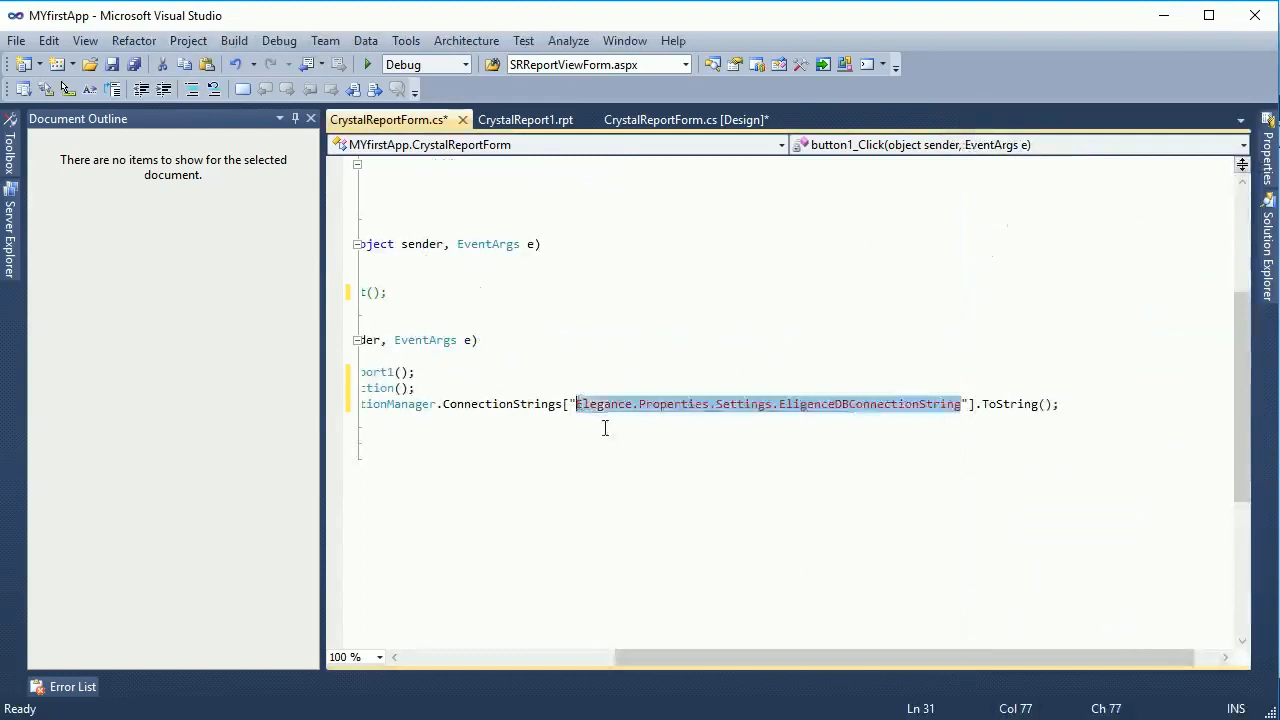 MYfirstApp - Microsoft Visual Studio
File Edit View Refactor Project Build Debug Team Data Tools Architecture Test Analyze Window Help
Debug SRReportViewForm.aspx
Document Outline
CrystalReportForm.cs* CrystalReport1.rpt CrystalReportForm.cs [Design]*
MYfirstApp.CrystalReportForm button1_Click(object sender, EventArgs e)
There are no items to show for the selected
document.
Toolbox
Server Explorer
Properties
Solution Explorer
bject sender, EventArgs e)
t();
der, EventArgs e)
port1();
ction();
tionManager.ConnectionStrings["Elegance.Properties.Settings.EligenceDBConnectionString"].ToString();
100 %
Error List
Ready Ln 31 Col 77 Ch 77 INS